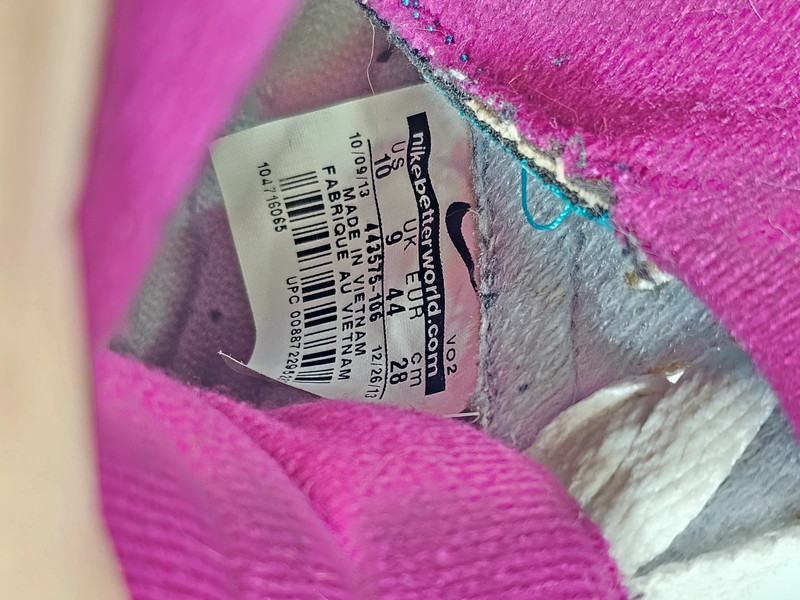 VO2
nikebetterworld.com
US UK EUR cm
10 9 44 28
10/09/13 443575-106 12/26/13
MADE IN VIETNAM
FABRIQUE AU VIETNAM
104716065
UPC 00887229